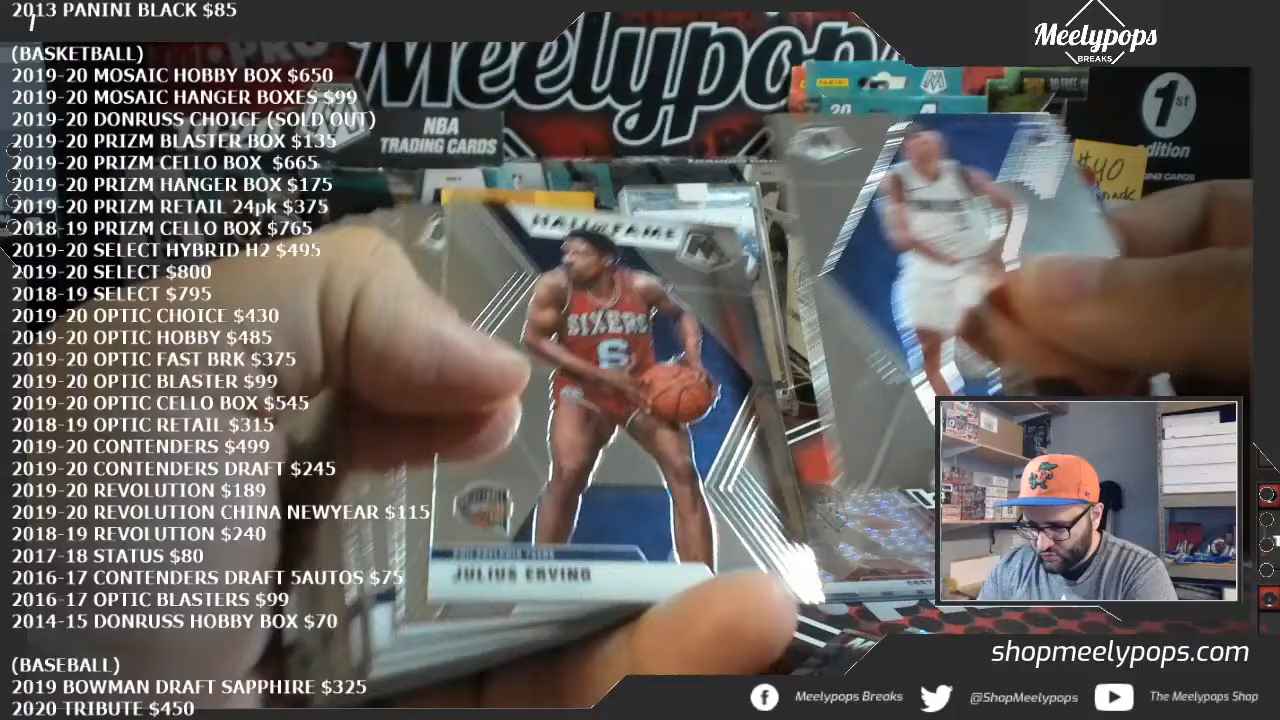 2013 PANINI BLACK $85
(BASKETBALL)
2019-20 MOSAIC HOBBY BOX $650
2019-20 MOSAIC HANGER BOXES $99
2019-20 DONRUSS CHOICE (SOLD OUT)
2019-20 PRIZM BLASTER BOX $135
2019-20 PRIZM CELLO BOX $665
2019-20 PRIZM HANGER BOX $175
2019-20 PRIZM RETAIL 24pk $375
2018-19 PRIZM CELLO BOX $765
2019-20 SELECT HYBRID H2 $495
2019-20 SELECT $800
2018-19 SELECT $795
2019-20 OPTIC CHOICE $430
2019-20 OPTIC HOBBY $485
2019-20 OPTIC FAST BRK $375
2019-20 OPTIC BLASTER $99
2019-20 OPTIC CELLO BOX $545
2018-19 OPTIC RETAIL $315
2019-20 CONTENDERS $499
2019-20 CONTENDERS DRAFT $245
2019-20 REVOLUTION $189
2019-20 REVOLUTION CHINA NEWYEAR $115
2018-19 REVOLUTION $240
2017-18 STATUS $80
2016-17 CONTENDERS DRAFT 5AUTOS $75
2016-17 OPTIC BLASTERS $99
2014-15 DONRUSS HOBBY BOX $70
(BASEBALL)
2019 BOWMAN DRAFT SAPPHIRE $325
2020 TRIBUTE $450
Meelypops
BREAKS
Meelypop
NBA
TRADING CARDS
1st
edition
HALL OF FAME
SIXERS
6
JULIUS ERVING
shopmeelypops.com
Meelypops Breaks
@ShopMeelypops
The Meelypops Shop